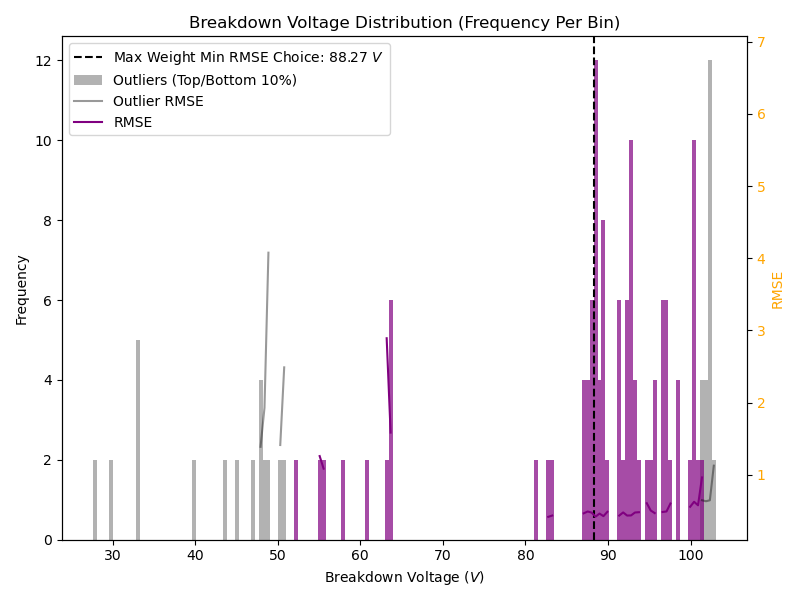 Breakdown Voltage Distribution (Frequency Per Bin)
Max Weight Min RMSE Choice: 88.27 V
Outliers (Top/Bottom 10%)
Outlier RMSE
RMSE
Frequency
12
10
8
6
4
2
0
7
6
5
4
3
2
1
RMSE
30 40 50 60 70 80 90 100
Breakdown Voltage (V)